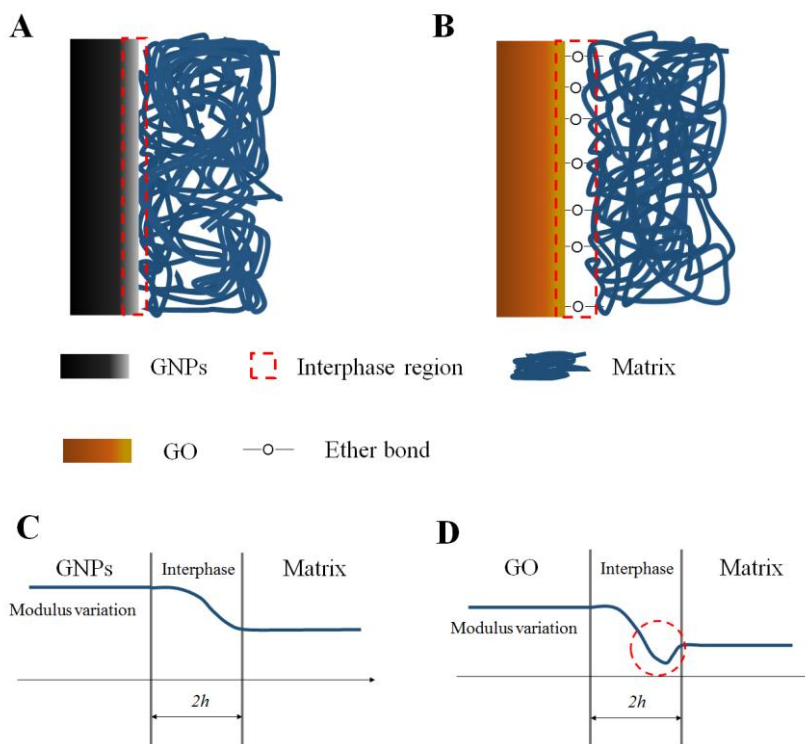 A
B
O
O
O
O
O
O
O
GNPs
Interphase region
Matrix
GO
O
Ether bond
C
D
GNPs
Interphase
Matrix
Modulus variation
2h
GO
Interphase
Matrix
Modulus variation
2h